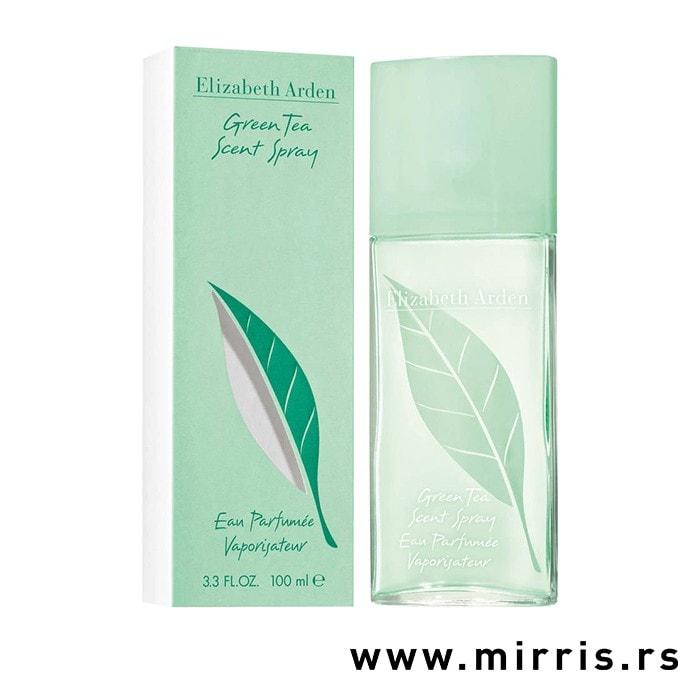 Elizabeth Arden
Green Tea
Scent Spray
Eau Parfumée
Vaporisateur
3.3 FL.OZ. 100 ml ℮
Elizabeth Arden
Green Tea
Scent Spray
Eau Parfumée
Vaporisateur
www.mirris.rs